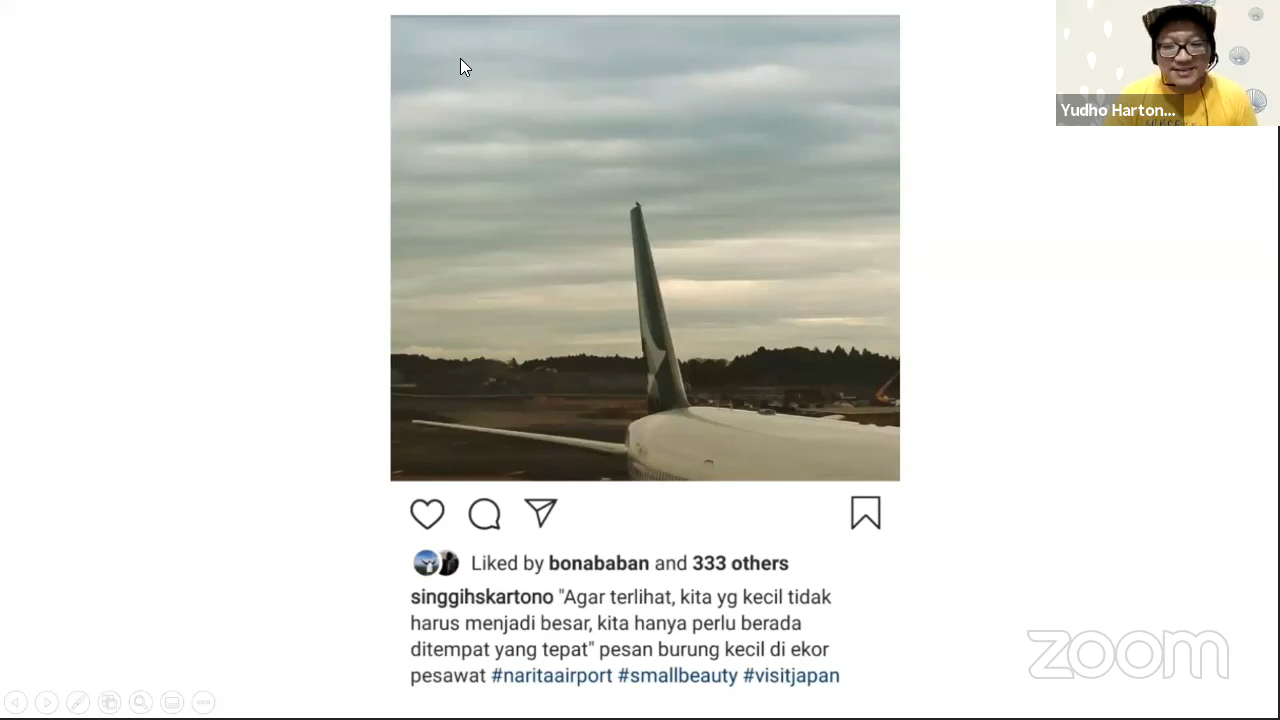 Yudho Harton...
Liked by bonababan and 333 others
singgihskartono "Agar terlihat, kita yg kecil tidak
harus menjadi besar, kita hanya perlu berada
ditempat yang tepat" pesan burung kecil di ekor
pesawat #naritaairport #smallbeauty #visitjapan
zoom